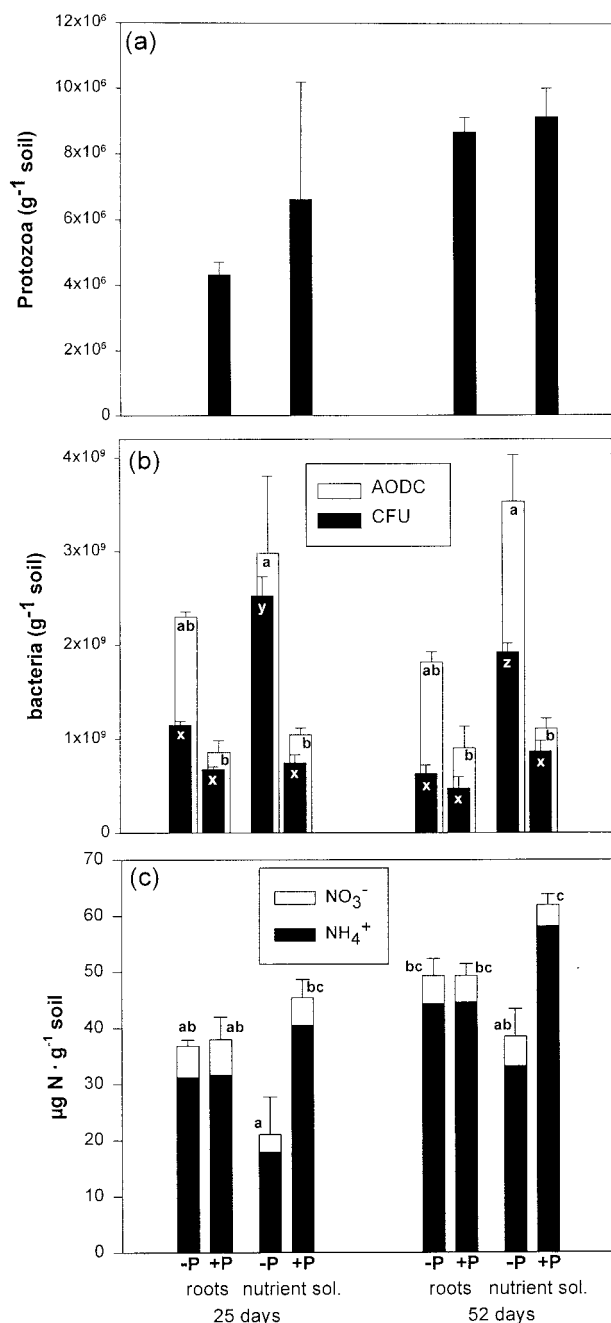 (a)
Protozoa (g⁻¹ soil)
12x10⁶
10x10⁶
8x10⁶
6x10⁶
4x10⁶
2x10⁶
0
(b)
bacteria (g⁻¹ soil)
4x10⁹
3x10⁹
2x10⁹
1x10⁹
0
AODC
CFU
ab x b x a y b x ab x b x a z b x
(c)
µg N · g⁻¹ soil
70
60
50
40
30
20
10
0
NO₃⁻
NH₄⁺
ab ab a bc bc bc ab c
-P +P -P +P -P +P -P +P
roots nutrient sol. roots nutrient sol.
25 days 52 days